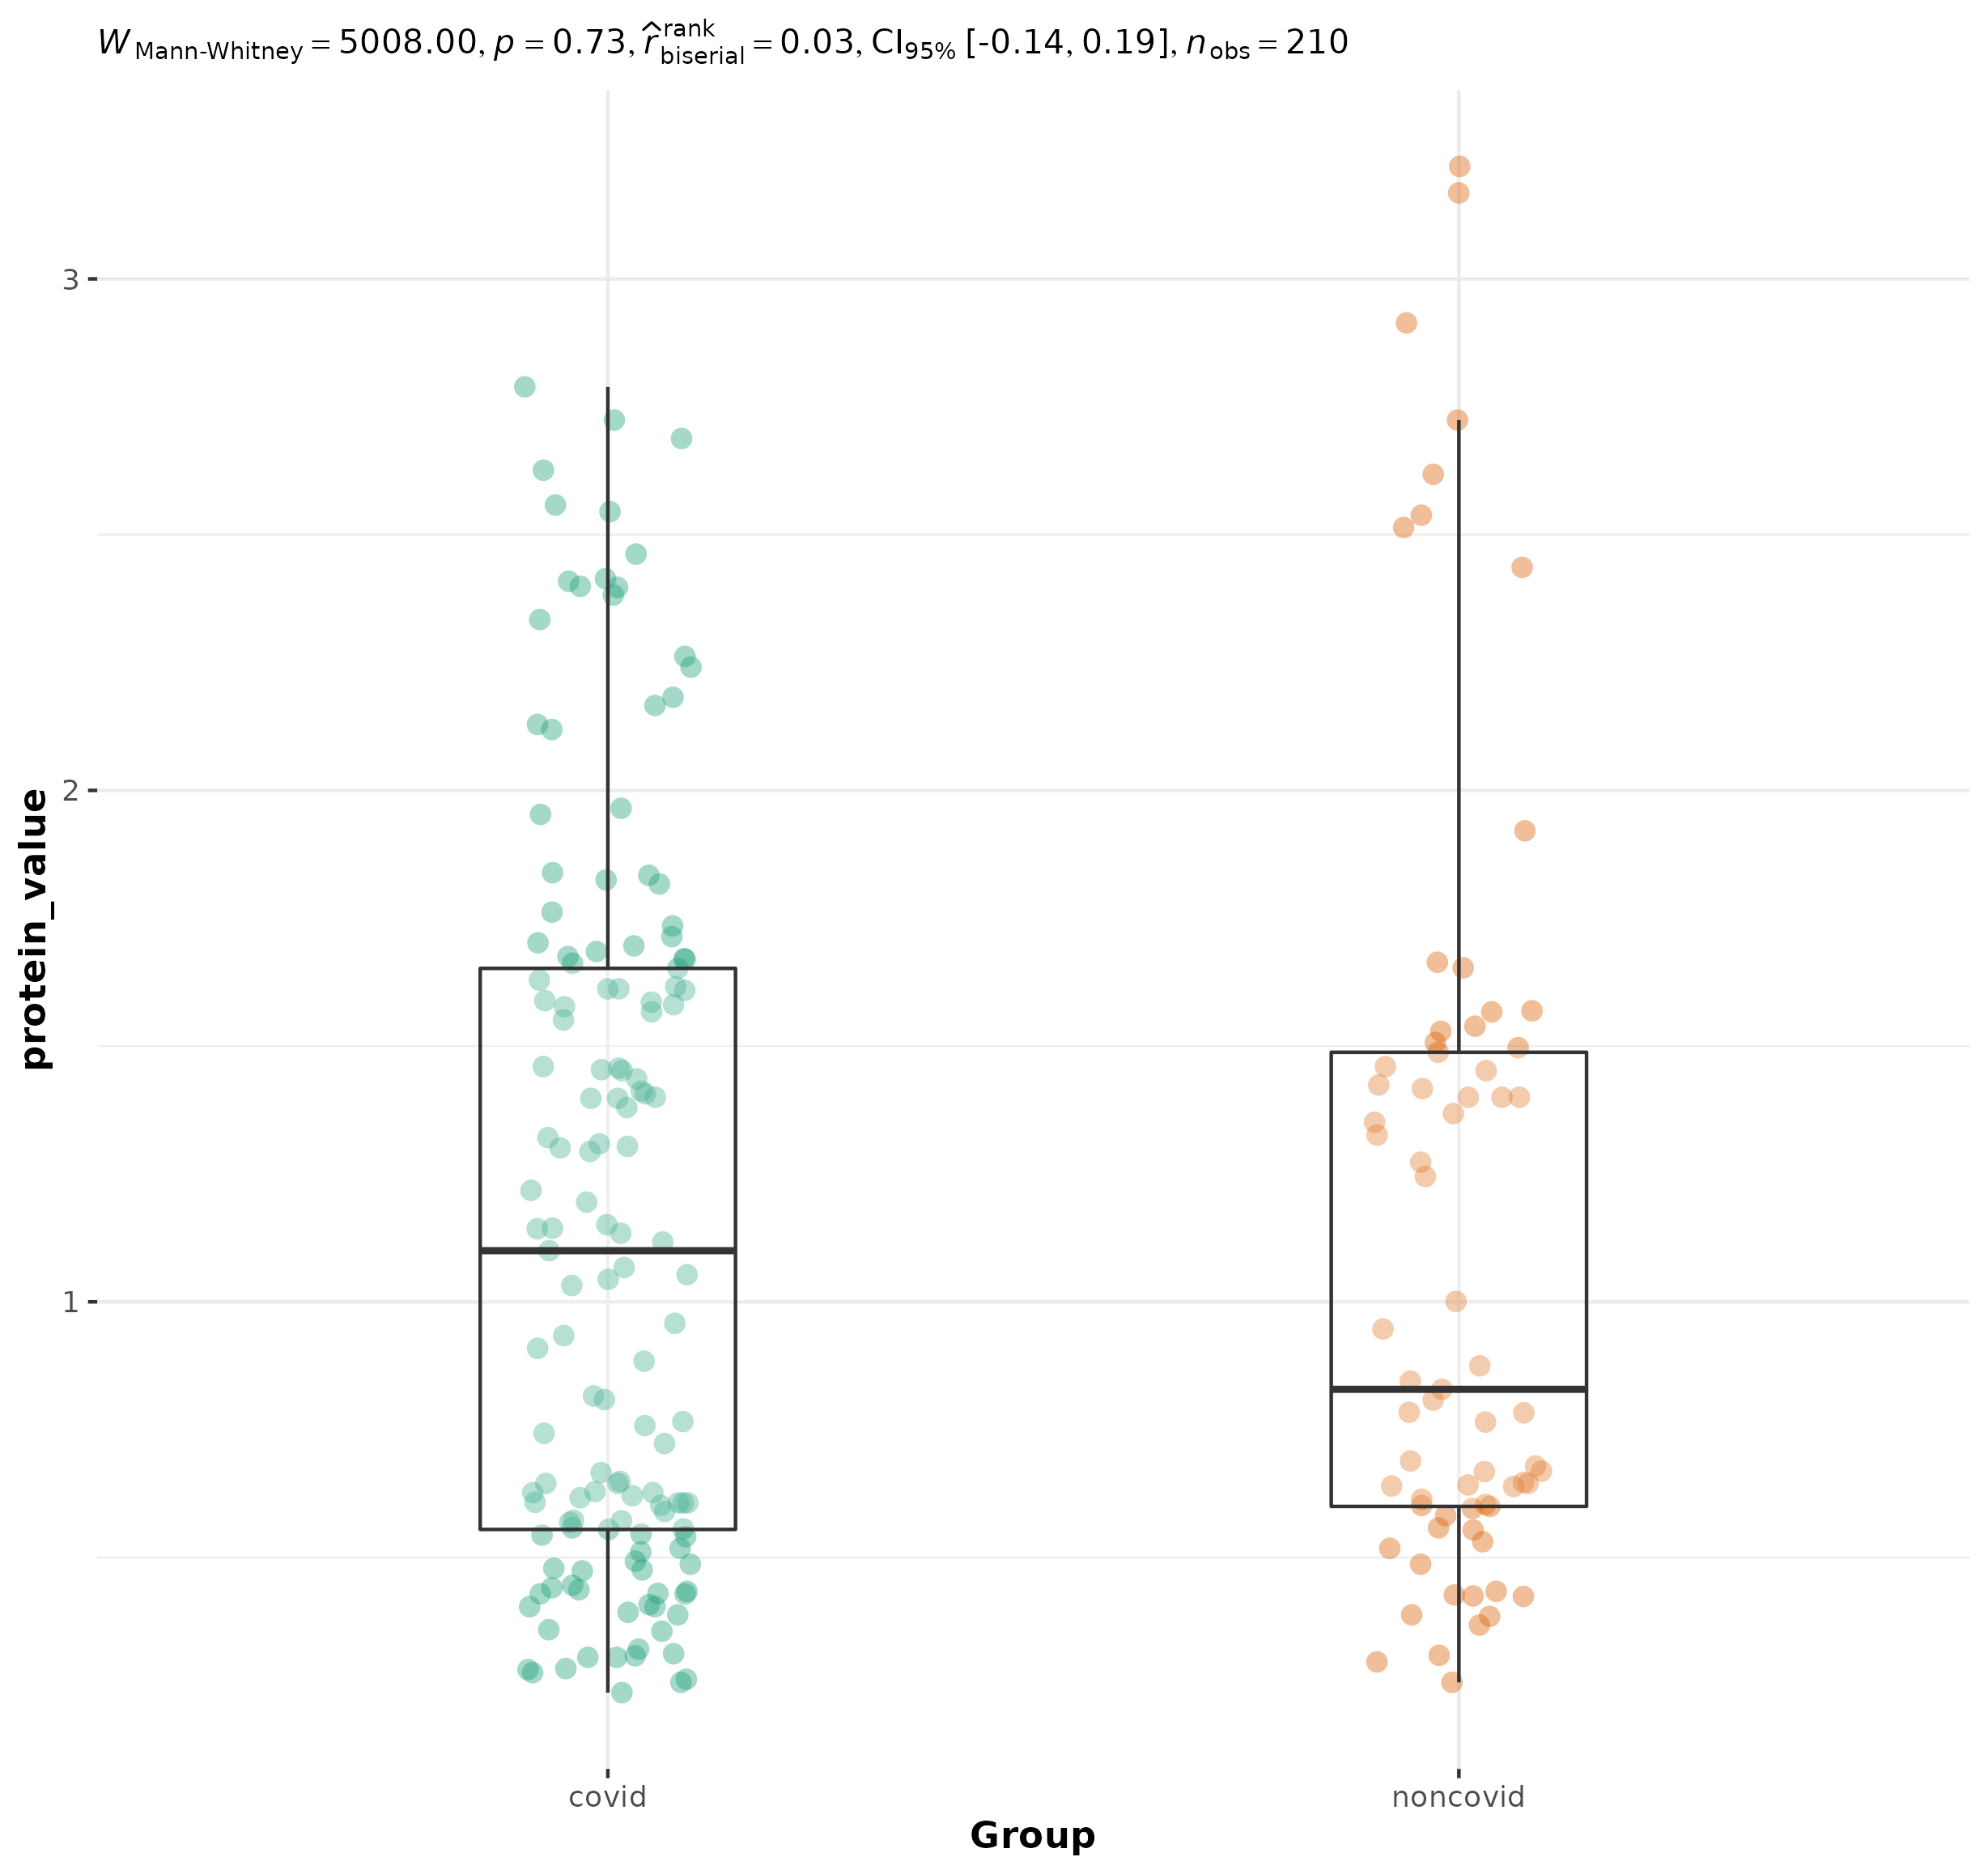 W Mann-Whitney = 5008.00, p = 0.73, r̂ rank biserial = 0.03, CI95% [-0.14, 0.19], nobs = 210
protein_value
3
2
1
covid noncovid
Group